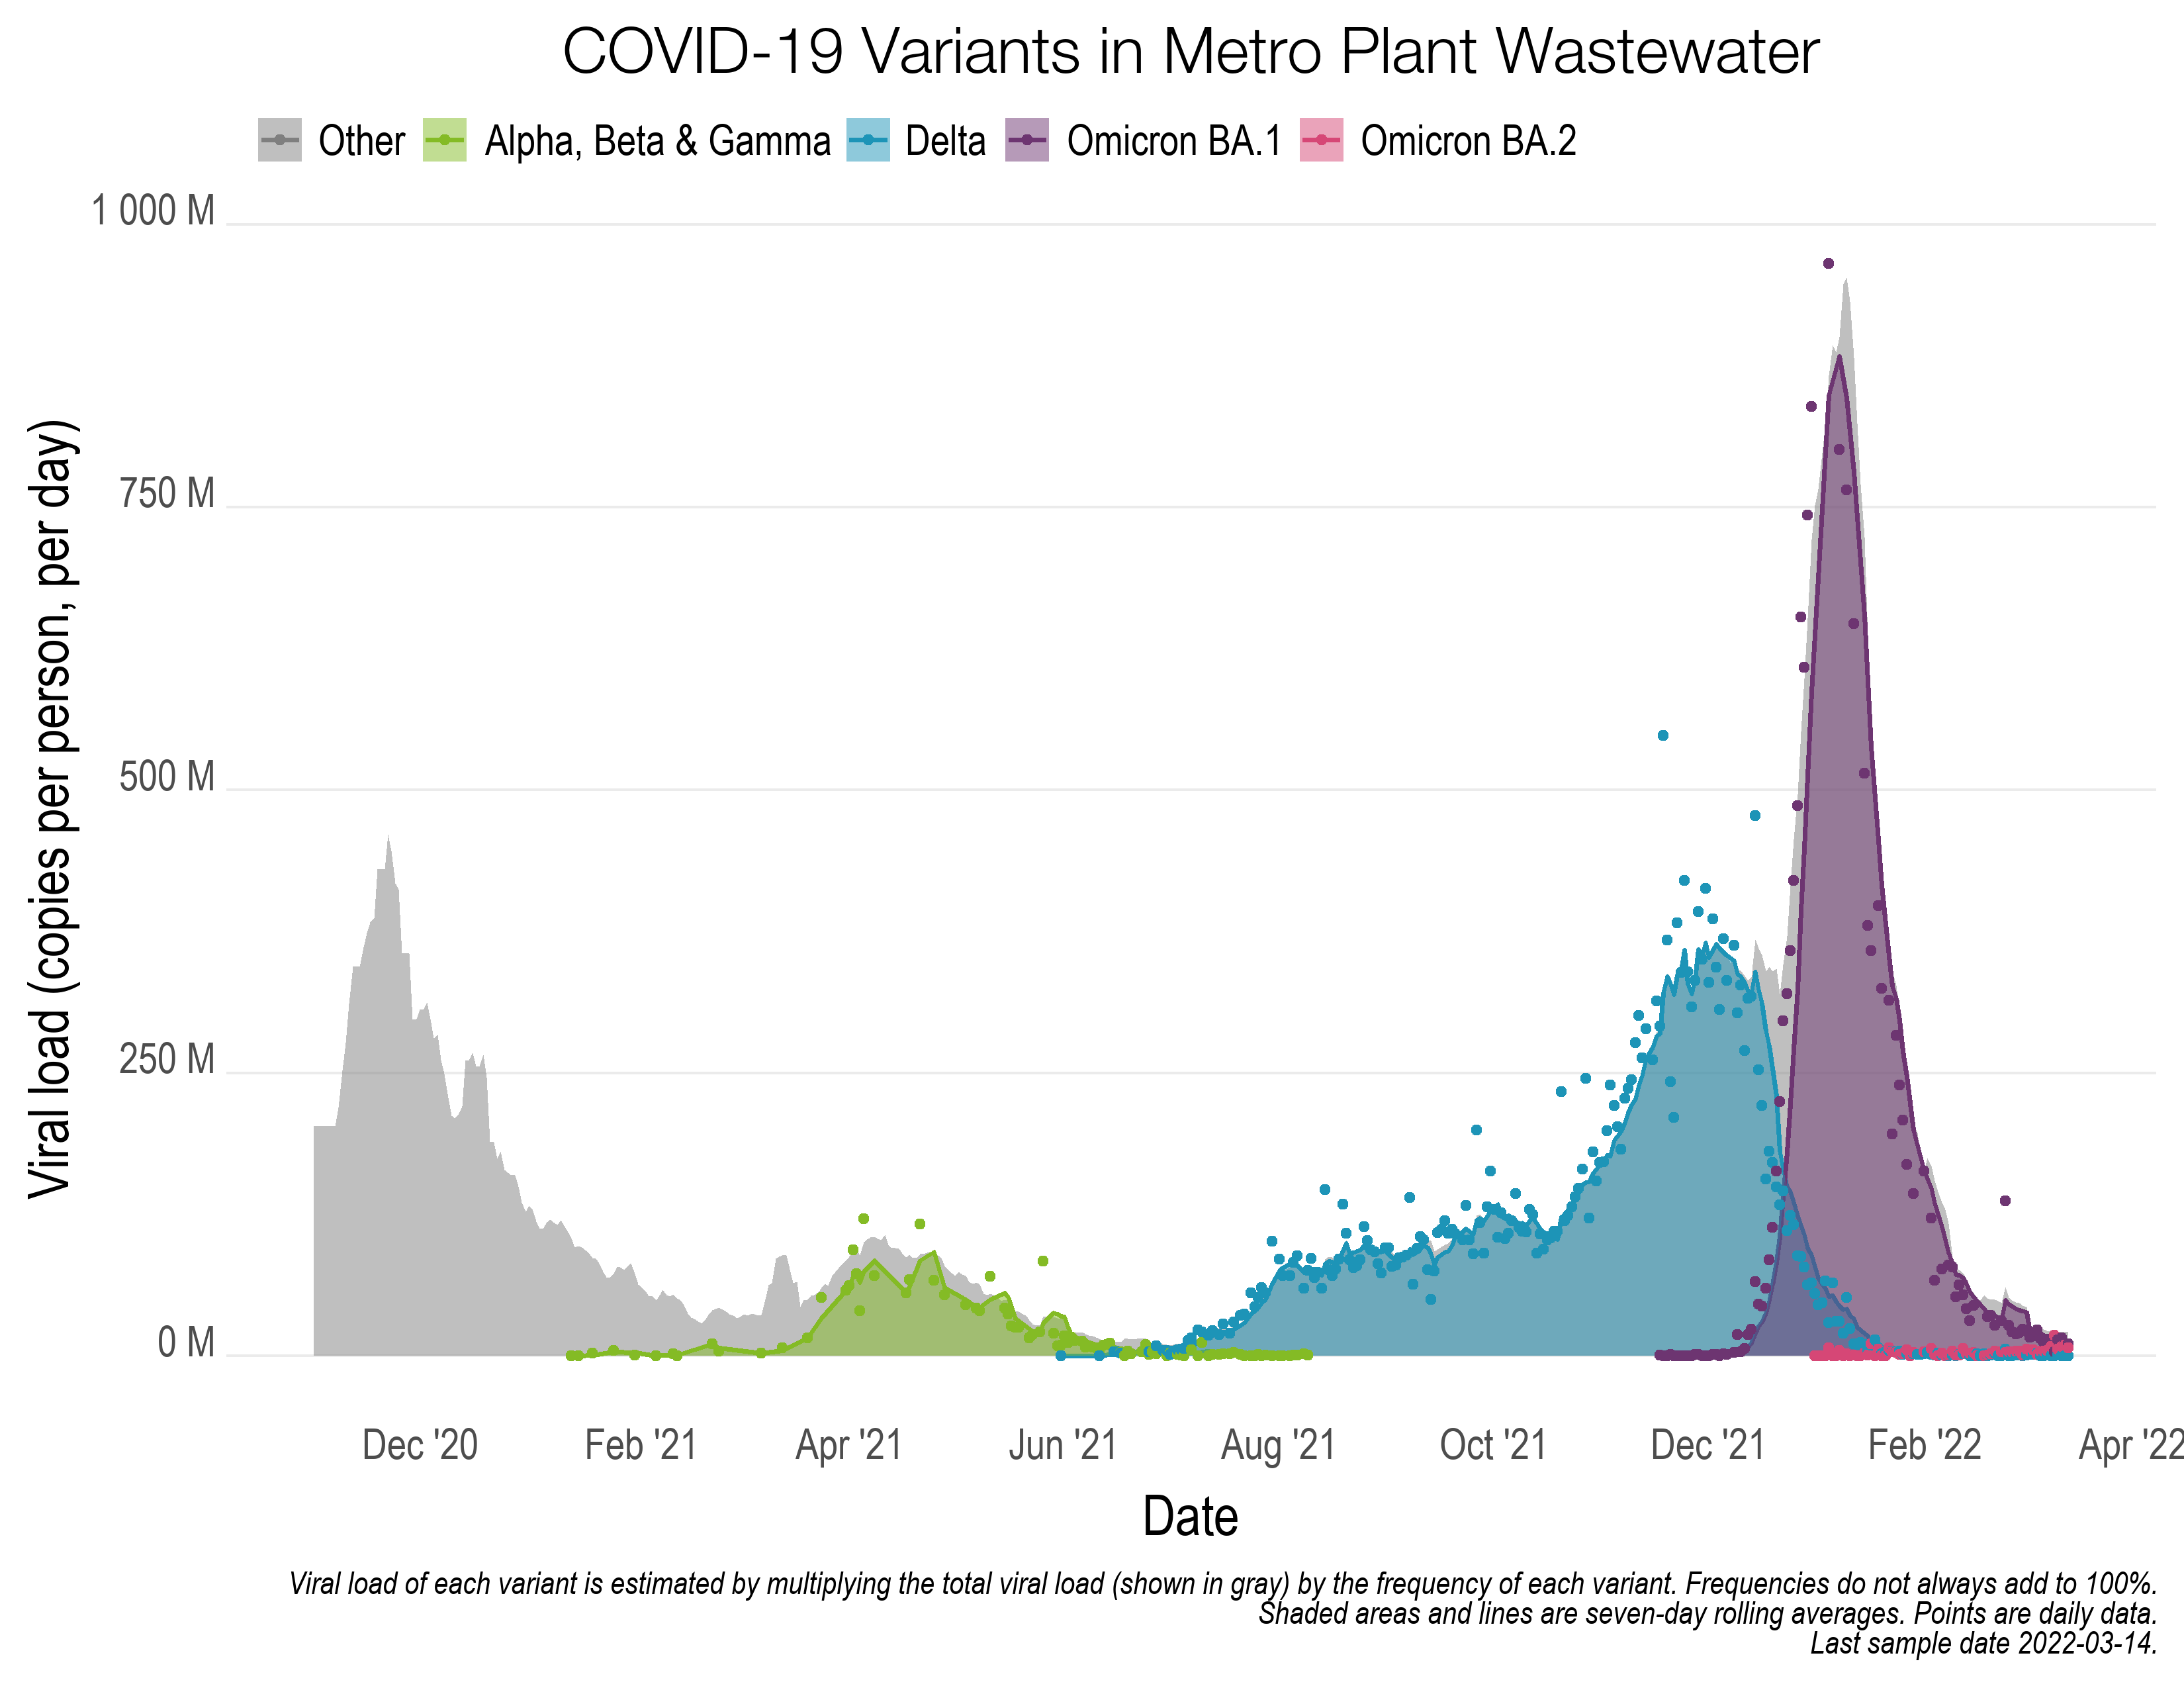 COVID-19 Variants in Metro Plant Wastewater
Other Alpha, Beta & Gamma Delta Omicron BA.1 Omicron BA.2
1 000 M
750 M
500 M
250 M
0 M
Viral load (copies per person, per day)
Dec '20 Feb '21 Apr '21 Jun '21 Aug '21 Oct '21 Dec '21 Feb '22 Apr '22
Date
Viral load of each variant is estimated by multiplying the total viral load (shown in gray) by the frequency of each variant. Frequencies do not always add to 100%.
Shaded areas and lines are seven-day rolling averages. Points are daily data.
Last sample date 2022-03-14.